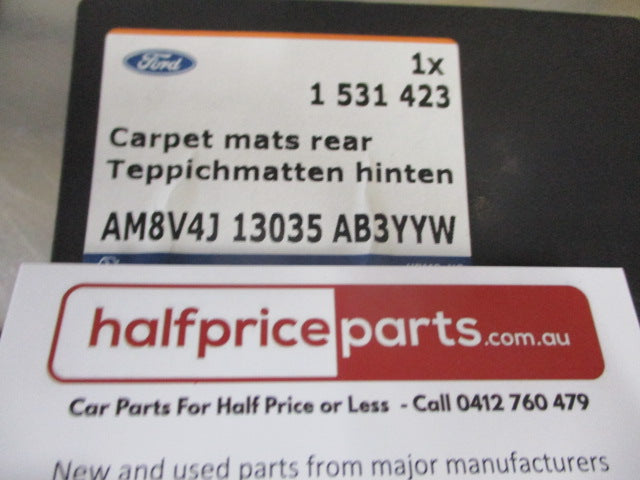 Ford
1x
1 531 423
Carpet mats rear
Teppichmatten hinten
AM8V4J 13035 AB3YYW
halfpriceparts.com.au
Car Parts For Half Price or Less - Call 0412 760 479
New and used parts from major manufacturers